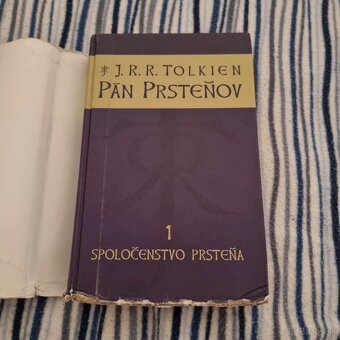 J.R.R. TOLKIEN
PÁN PRSTEŇOV
1
SPOLOČENSTVO PRSTEŇA